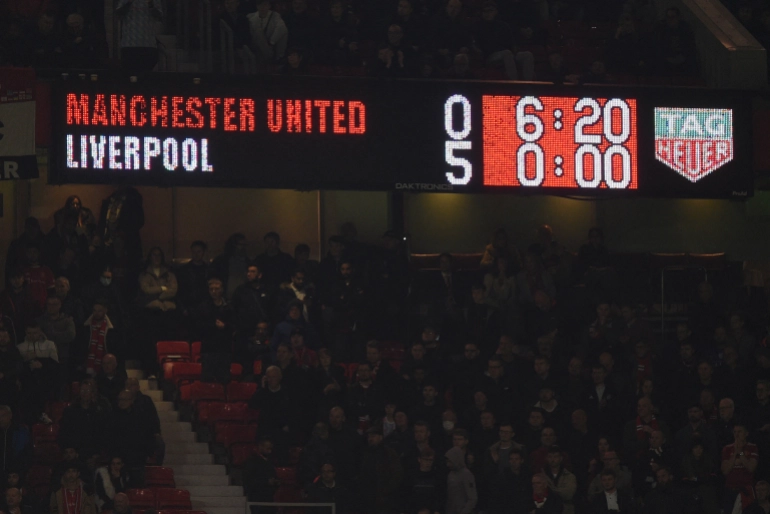 MANCHESTER UNITED 0 6:20
LIVERPOOL 5 0:00
TAG
HEUER
DAKTRONICS